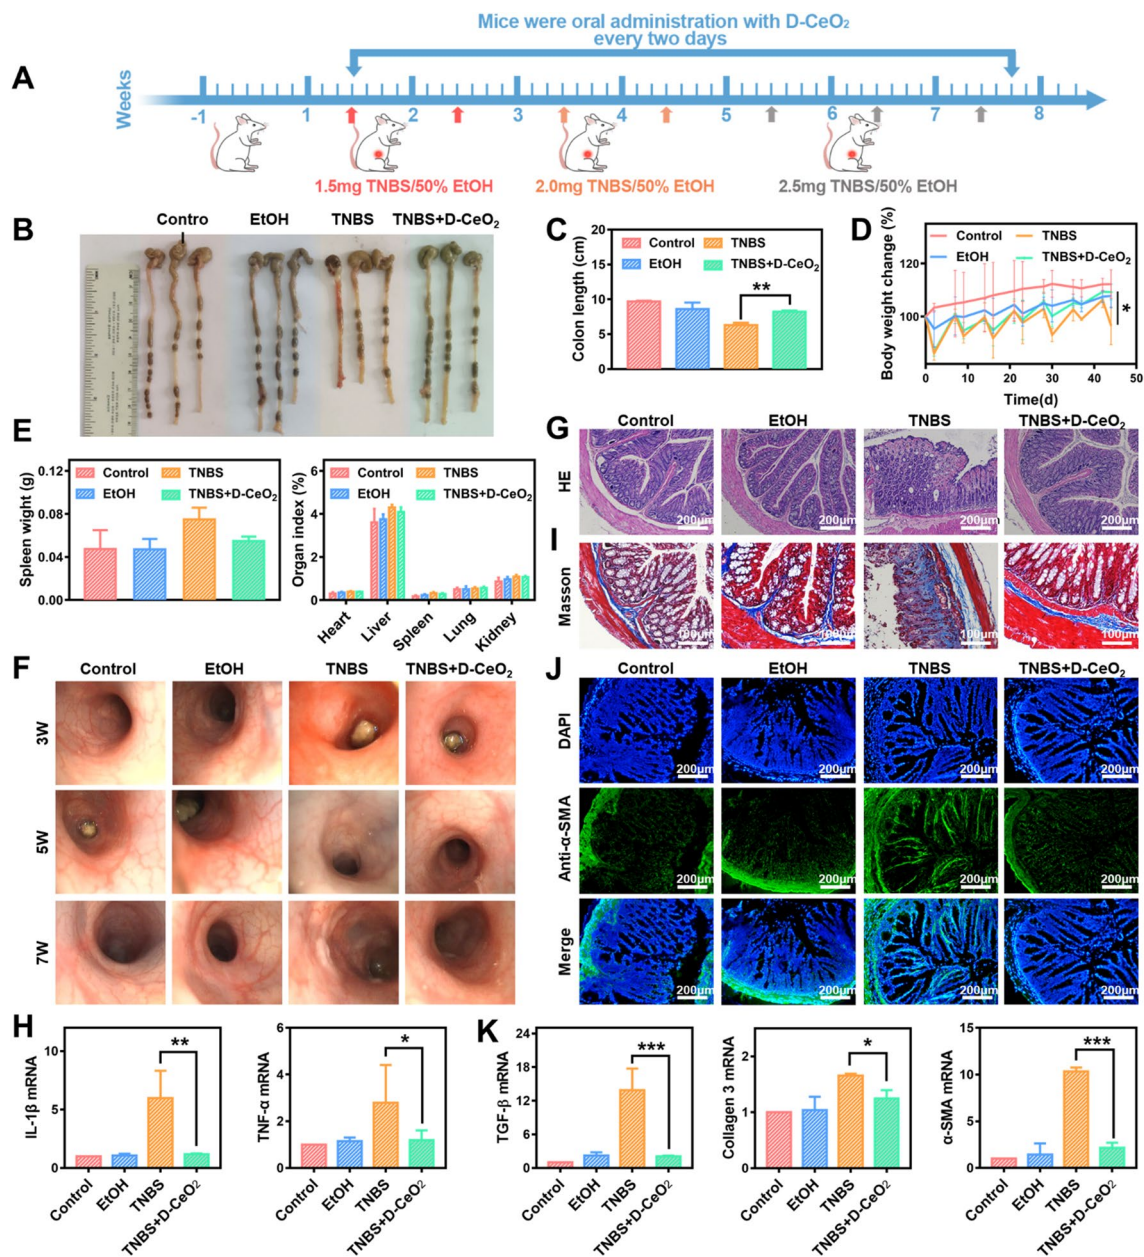 Mice were oral administration with D-CeO₂
every two days
A
Weeks
-1 1 2 3 4 5 6 7 8
1.5mg TNBS/50% EtOH 2.0mg TNBS/50% EtOH 2.5mg TNBS/50% EtOH
B
Contro EtOH TNBS TNBS+D-CeO₂
C
Colon length (cm)
20
15
10
5
0
Control TNBS
EtOH TNBS+D-CeO₂
**
D
Body weight change (%)
120
100
Control TNBS
EtOH TNBS+D-CeO₂
*
0 10 20 30 40 50
Time(d)
E
Spleen wight (g)
0.12
0.08
0.04
0.00
Control TNBS
EtOH TNBS+D-CeO₂
Organ index (%)
6
4
2
0
Control TNBS
EtOH TNBS+D-CeO₂
Heart Liver Spleen Lung Kidney
G
Control EtOH TNBS TNBS+D-CeO₂
HE
200μm 200μm 200μm 200μm
I
Masson
100μm 100μm 100μm 100μm
F
Control EtOH TNBS TNBS+D-CeO₂
3W
5W
7W
J
Control EtOH TNBS TNBS+D-CeO₂
DAPI
200μm 200μm 200μm 200μm
Anti-α-SMA
200μm 200μm 200μm 200μm
Merge
200μm 200μm 200μm 200μm
H
IL-1β mRNA
10
5
0
**
Control EtOH TNBS TNBS+D-CeO₂
TNF-α mRNA
6
4
2
0
*
Control EtOH TNBS TNBS+D-CeO₂
K
TGF-β mRNA
24
18
12
6
0
***
Control EtOH TNBS TNBS+D-CeO₂
Collagen 3 mRNA
2
1
0
*
Control EtOH TNBS TNBS+D-CeO₂
α-SMA mRNA
15
10
5
0
***
Control EtOH TNBS TNBS+D-CeO₂